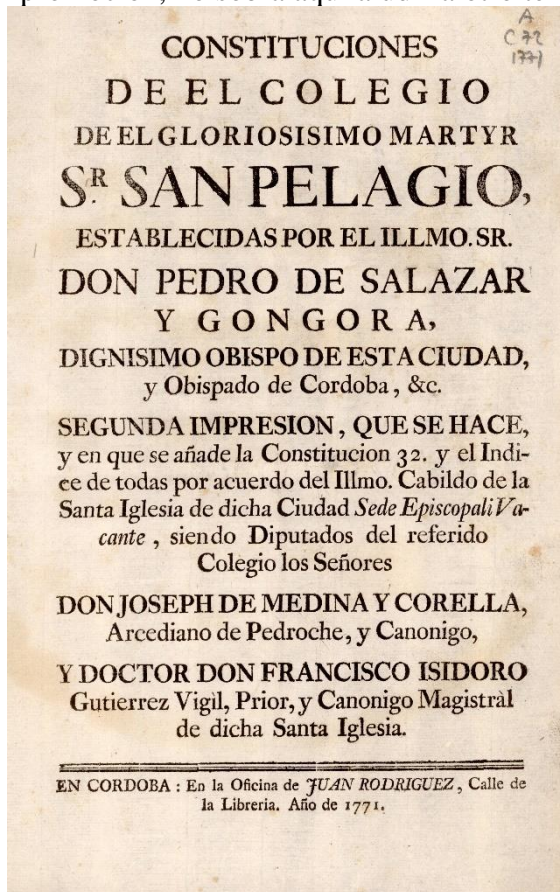 A
C 72
1771
CONSTITUCIONES
DE EL COLEGIO
DE EL GLORIOSISIMO MARTYR
S.R SAN PELAGIO,
ESTABLECIDAS POR EL ILLMO. SR.
DON PEDRO DE SALAZAR
Y GONGORA,
DIGNISIMO OBISPO DE ESTA CIUDAD,
y Obispado de Cordoba, &c.
SEGUNDA IMPRESION, QUE SE HACE,
y en que se añade la Constitucion 32. y el Indi-
ce de todas por acuerdo del Illmo. Cabildo de la
Santa Iglesia de dicha Ciudad Sede Episcopali Va-
cante, siendo Diputados del referido
Colegio los Señores
DON JOSEPH DE MEDINA Y CORELLA,
Arcediano de Pedroche, y Canonigo,
Y DOCTOR DON FRANCISCO ISIDORO
Gutierrez Vigìl, Prior, y Canonigo Magistràl
de dicha Santa Iglesia.
EN CORDOBA: En la Oficina de JUAN RODRIGUEZ, Calle de
la Libreria. Año de 1771.